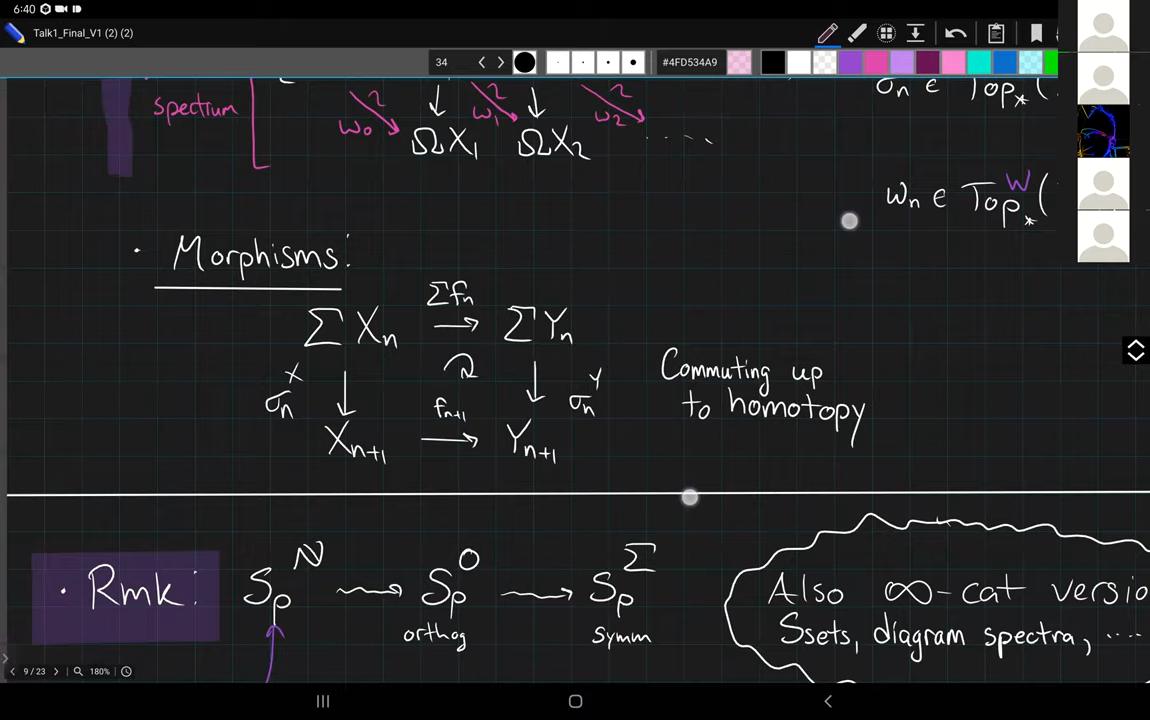 6:40
Talk1_Final_V1 (2) (2)
34
#4FD534A9
spectrum
ω₀ ω₁ ω₂
ΩX₁ ΩX₂ ....
σₙ ∈ Top⁎(
ωₙ ∈ Top⁎ᵂ(
· Morphisms:
Σfₙ
ΣXₙ → ΣYₙ
σₙˣ ↓ ↓ σₙʸ
fₙ₊₁
Xₙ₊₁ → Yₙ₊₁
Commuting up
to homotopy
· Rmk: Sp^ℕ ⇝ Sp^O ⇝ Sp^Σ
orthog symm
Also ∞-cat versio
Ssets, diagram spectra, ....
9 / 23
180%